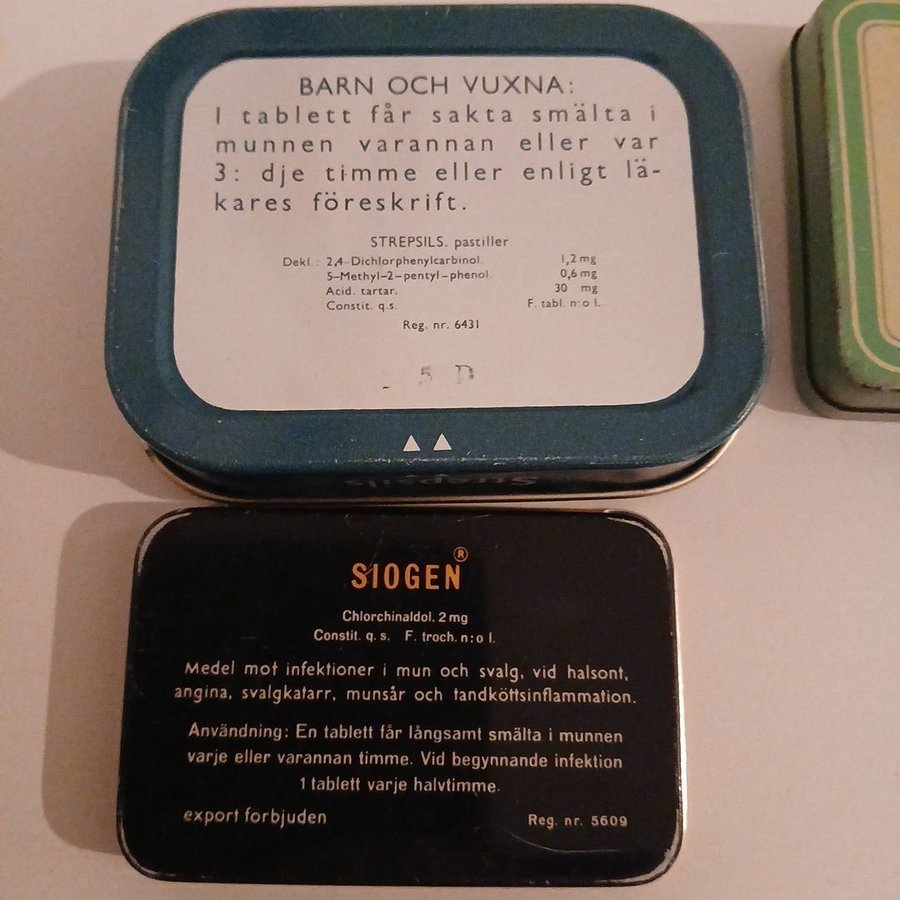 BARN OCH VUXNA:
1 tablett får sakta smälta i
munnen varannan eller var
3: dje timme eller enligt lä-
kares föreskrift.
STREPSILS, pastiller
Dekl.: 2,4-Dichlorphenylcarbinol. 1,2 mg
5-Methyl-2-pentyl-phenol. 0,6 mg
Acid. tartar. 30 mg
Constit. q.s. F. tabl. n:o 1.
Reg. nr. 6431
5 D
▲▲
Strepsils
SIOGEN®
Chlorchinaldol. 2 mg
Constit. q. s. F. troch. n:o 1.
Medel mot infektioner i mun och svalg, vid halsont,
angina, svalgkatarr, munsår och tandköttsinflammation.
Användning: En tablett får långsamt smälta i munnen
varje eller varannan timme. Vid begynnande infektion
1 tablett varje halvtimme.
export förbjuden Reg. nr. 5609